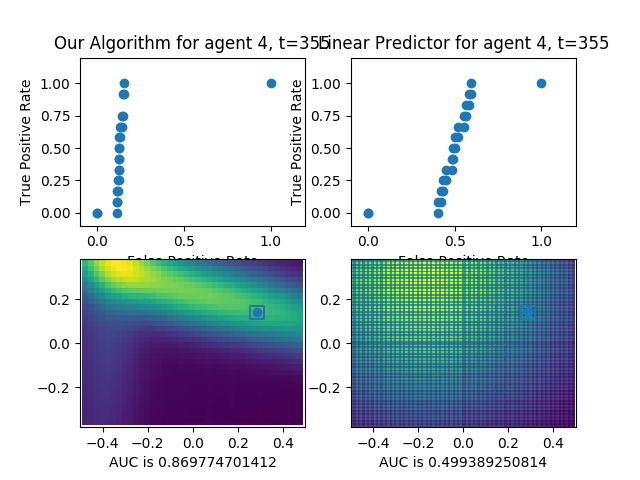 Our Algorithm for agent 4, t=355
Linear Predictor for agent 4, t=355
True Positive Rate
1.00
0.75
0.50
0.25
0.00
0.0 0.5 1.0
False Positive Rate
True Positive Rate
1.00
0.75
0.50
0.25
0.00
0.0 0.5 1.0
False Positive Rate
0.2
0.0
−0.2
−0.4 −0.2 0.0 0.2 0.4
AUC is 0.869774701412
0.2
0.0
−0.2
−0.4 −0.2 0.0 0.2 0.4
AUC is 0.499389250814